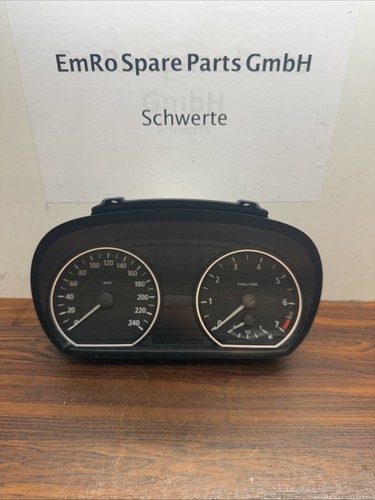 EmRo Spare Parts GmbH
Schwerte
0 20 40 60 80 100 120 140 160 180 200 220 240
km/h
0 1 2 3 4 5 6 7
1/min x 1000